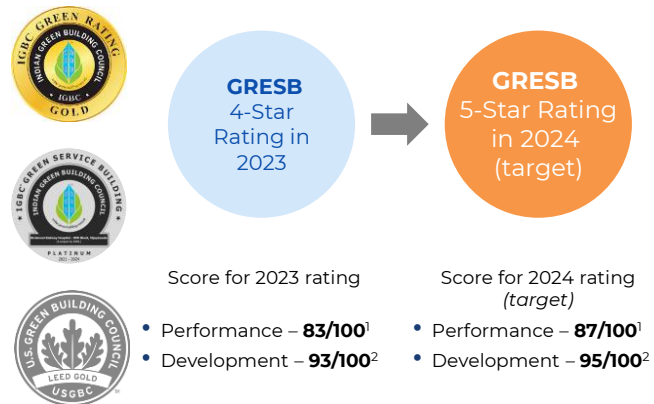 IGBC GREEN RATING
INDIAN GREEN BUILDING COUNCIL
• IGBC •
GOLD
IGBC GREEN SERVICE BUILDING
INDIAN GREEN BUILDING COUNCIL
PLATINUM
2021 - 2024
U.S. GREEN BUILDING COUNCIL
LEED GOLD
USGBC
GRESB
4-Star
Rating in
2023
GRESB
5-Star Rating
in 2024
(target)
Score for 2023 rating
• Performance – 83/100¹
• Development – 93/100²
Score for 2024 rating
(target)
• Performance – 87/100¹
• Development – 95/100²